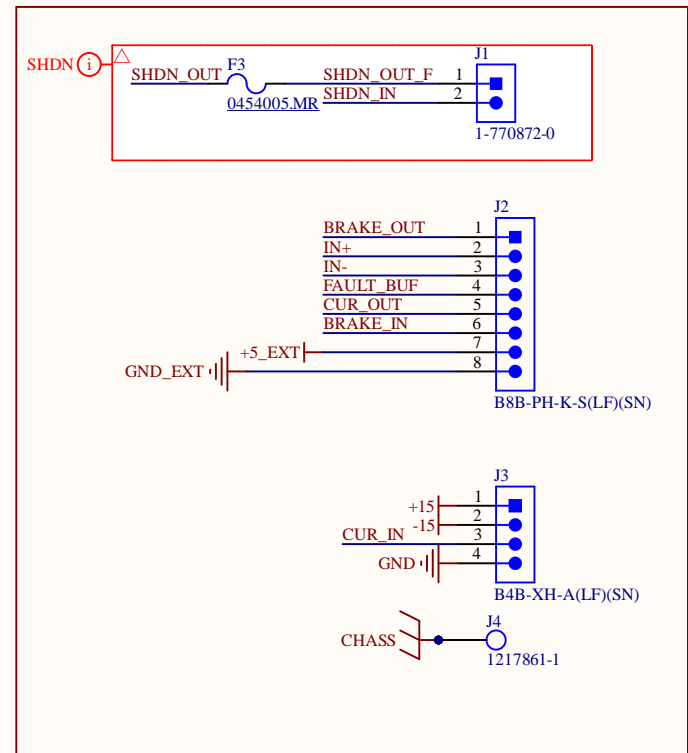 J1
SHDN i
F3
SHDN_OUT SHDN_OUT_F 1
SHDN_IN 2
0454005.MR
1-770872-0
J2
BRAKE_OUT 1
IN+ 2
IN- 3
FAULT_BUF 4
CUR_OUT 5
BRAKE_IN 6
+5_EXT 7
GND_EXT 8
B8B-PH-K-S(LF)(SN)
J3
+15 1
-15 2
CUR_IN 3
GND 4
B4B-XH-A(LF)(SN)
J4
CHASS
1217861-1